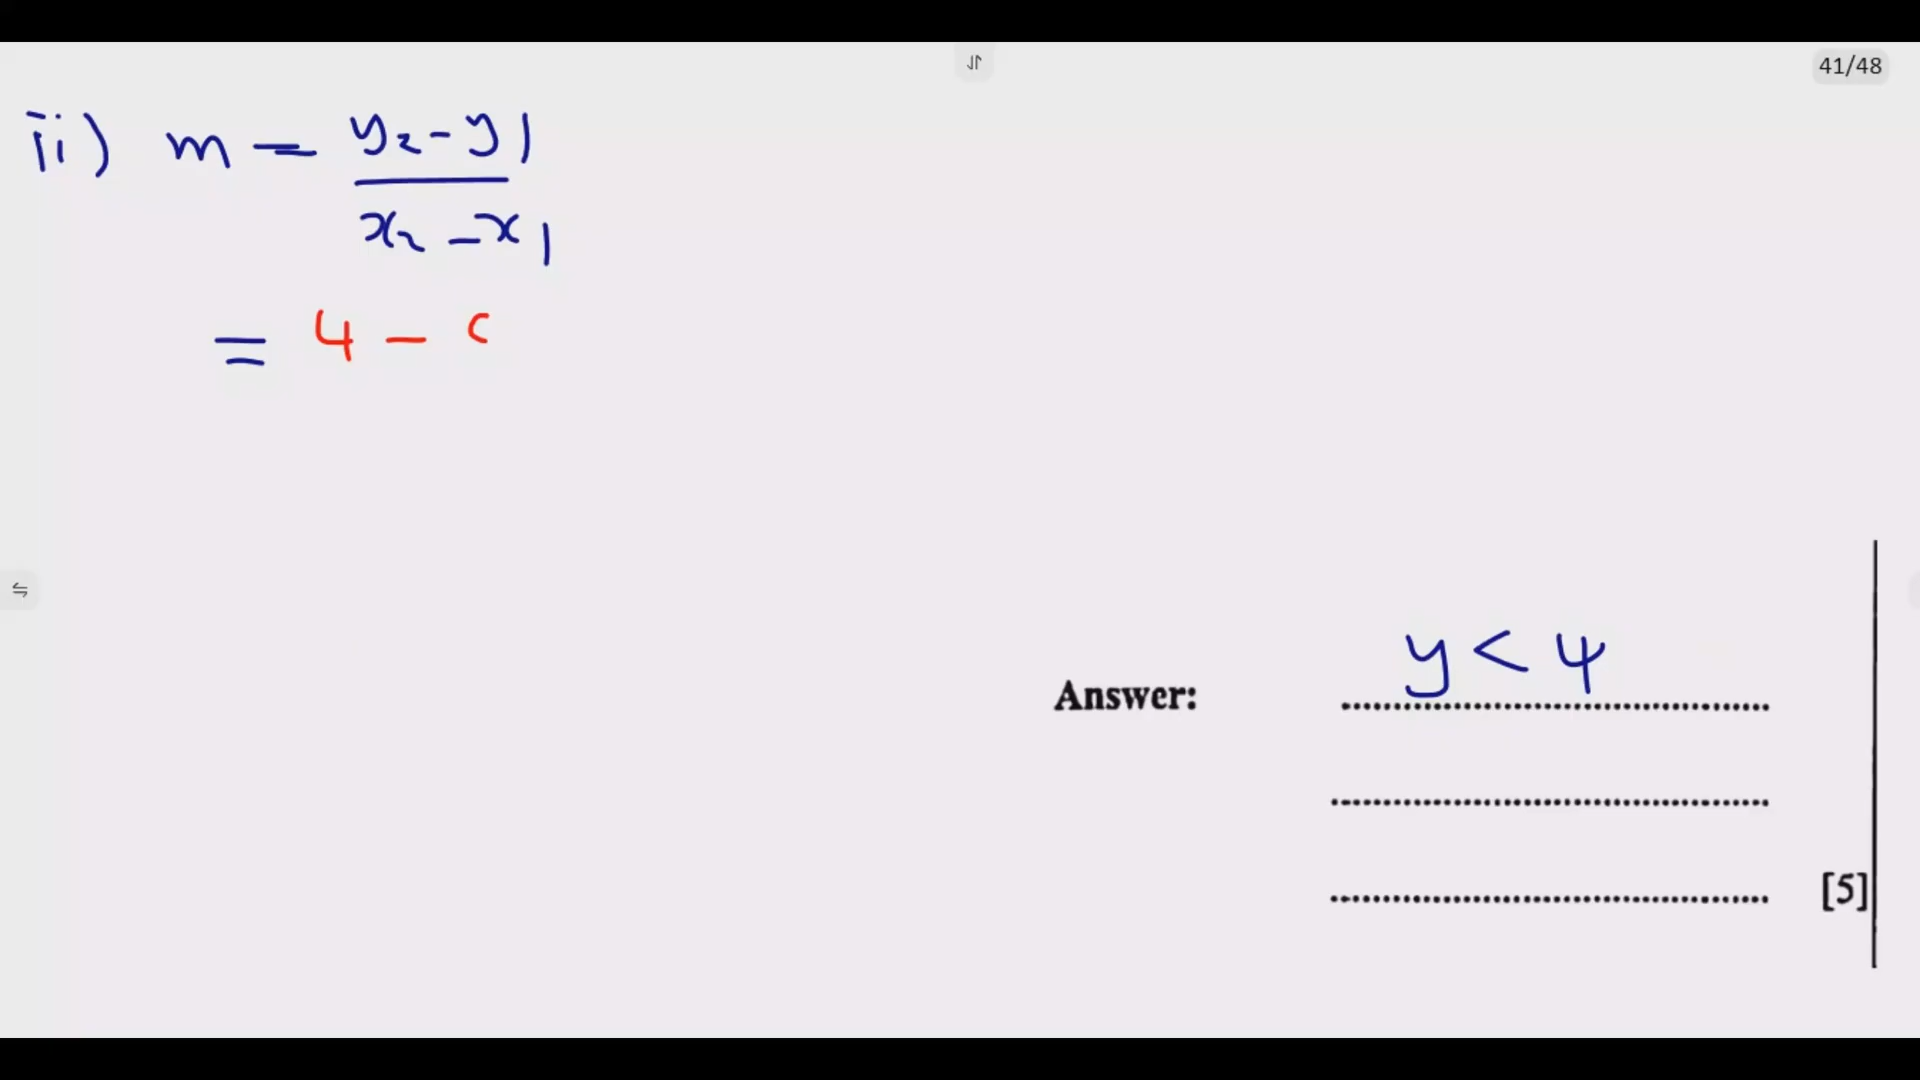 41/48
ii) m = y₂ - y₁
x₂ - x₁
= 4 -
y < 4
Answer: ................................
................................
................................ [5]